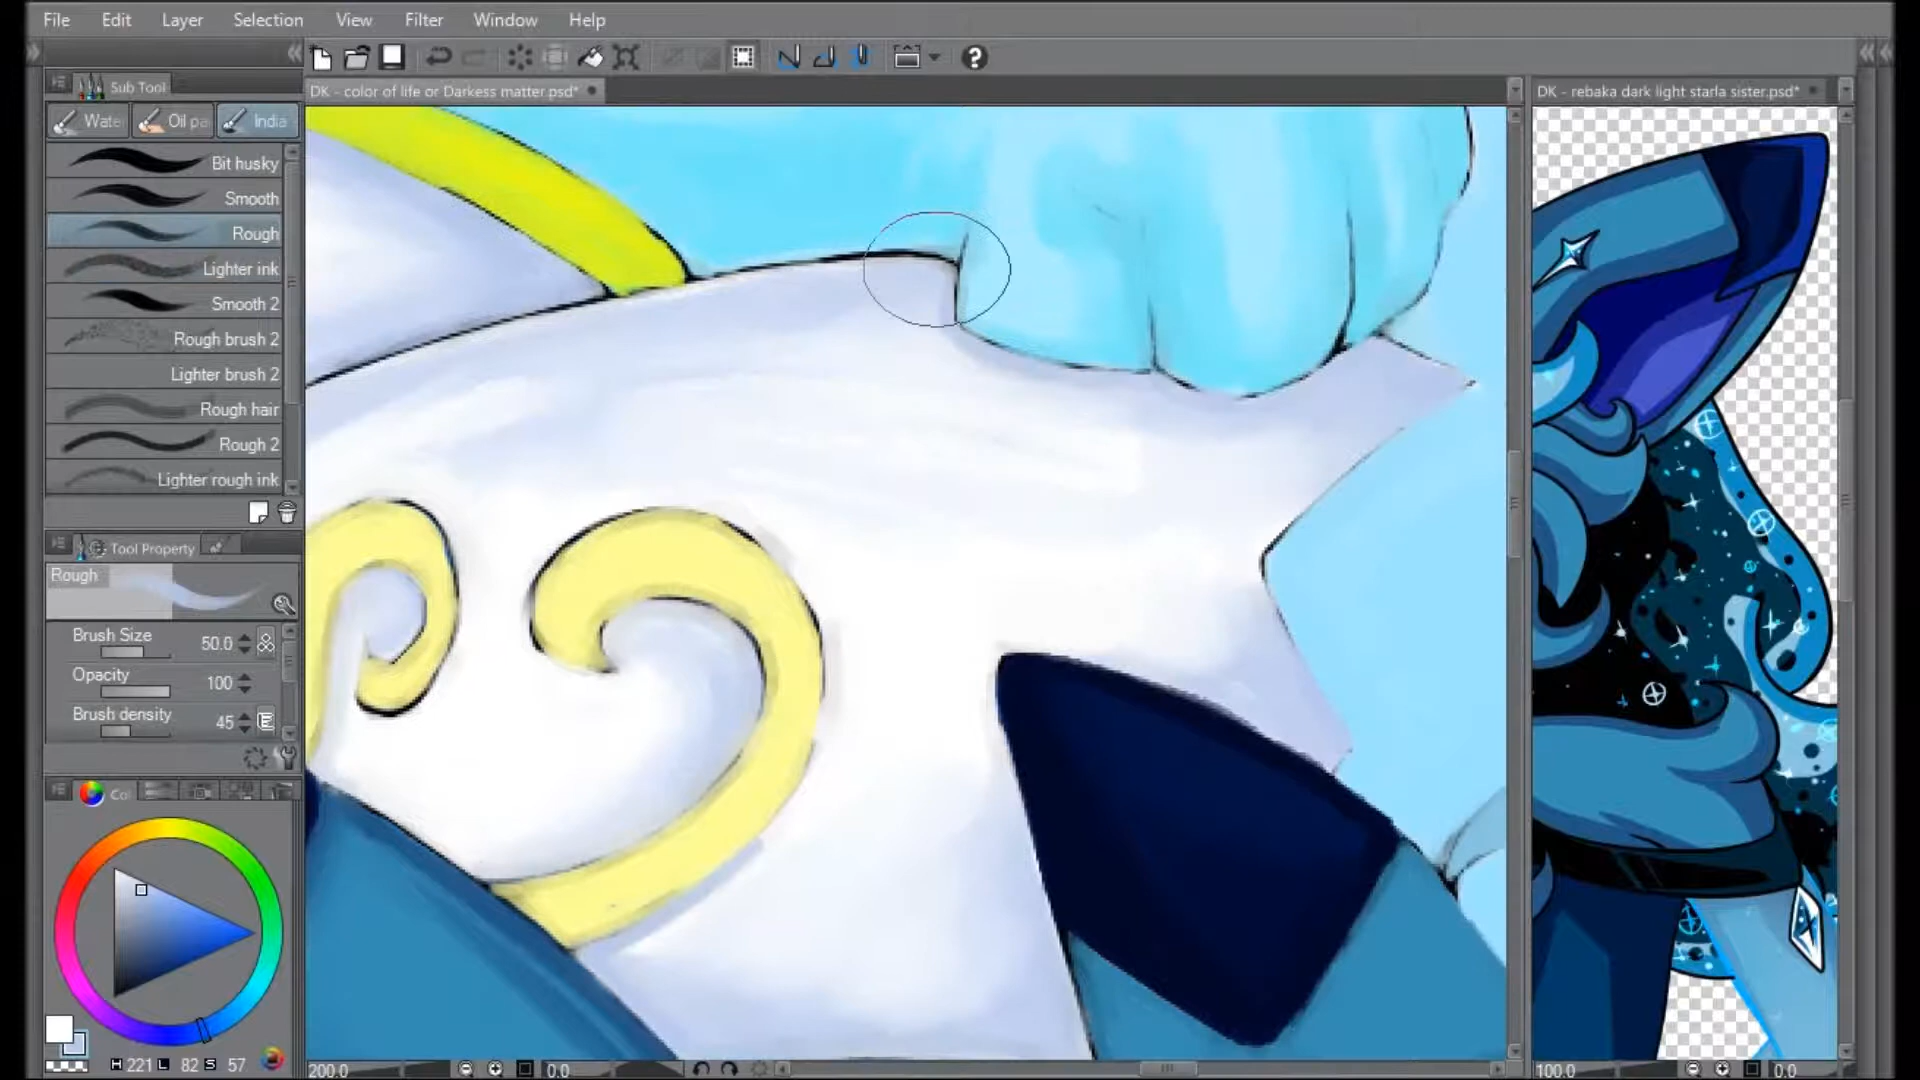 File Edit Layer Selection View Filter Window Help
Sub Tool
DK - color of life or Darkess matter.psd*
DK - rebaka dark light starla sister.psd*
Wate Oil pa India
Bit husky
Smooth
Rough
Lighter ink
Smooth 2
Rough brush 2
Lighter brush 2
Rough hair
Rough 2
Lighter rough ink
Tool Property
Rough
Brush Size 50.0
Opacity 100
Brush density 45
Co
H 221 L 82 S 57
200.0 0.0
100.0 0.0